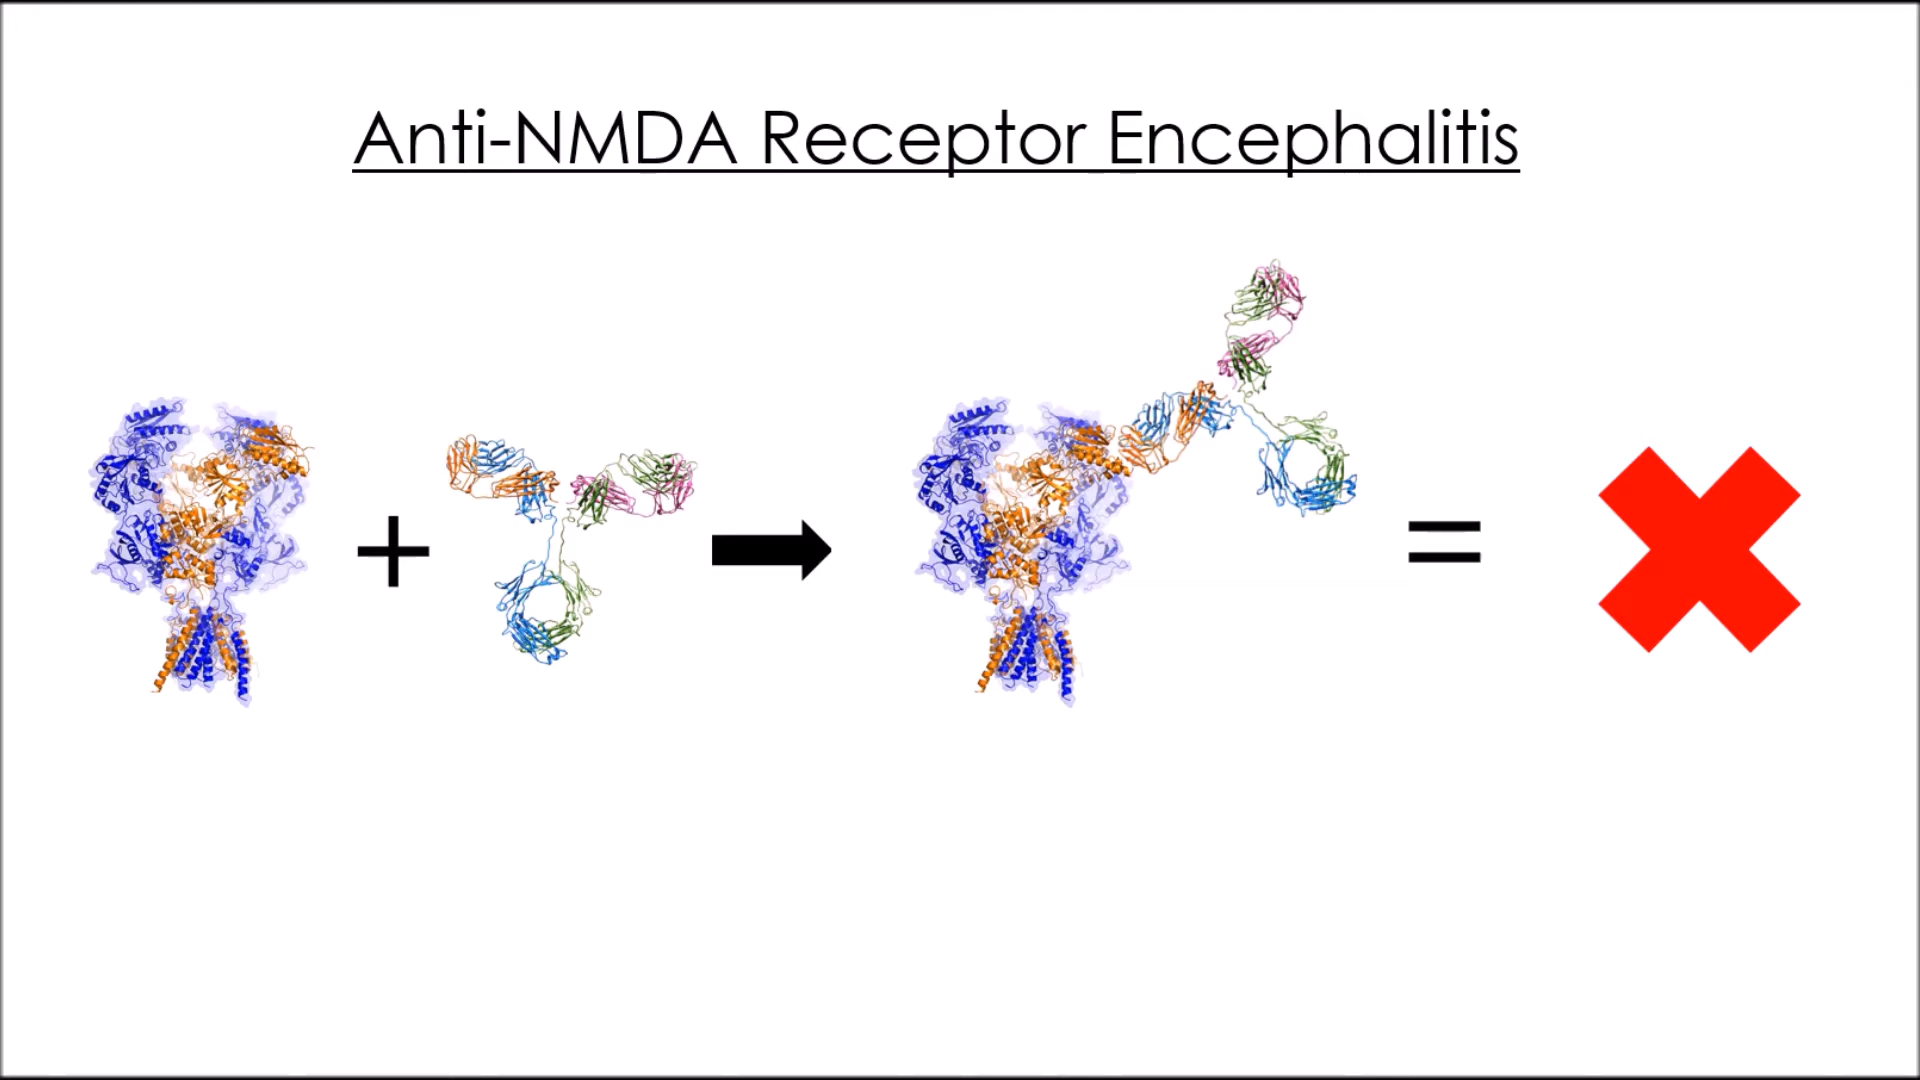 Anti-NMDA Receptor Encephalitis
+
=